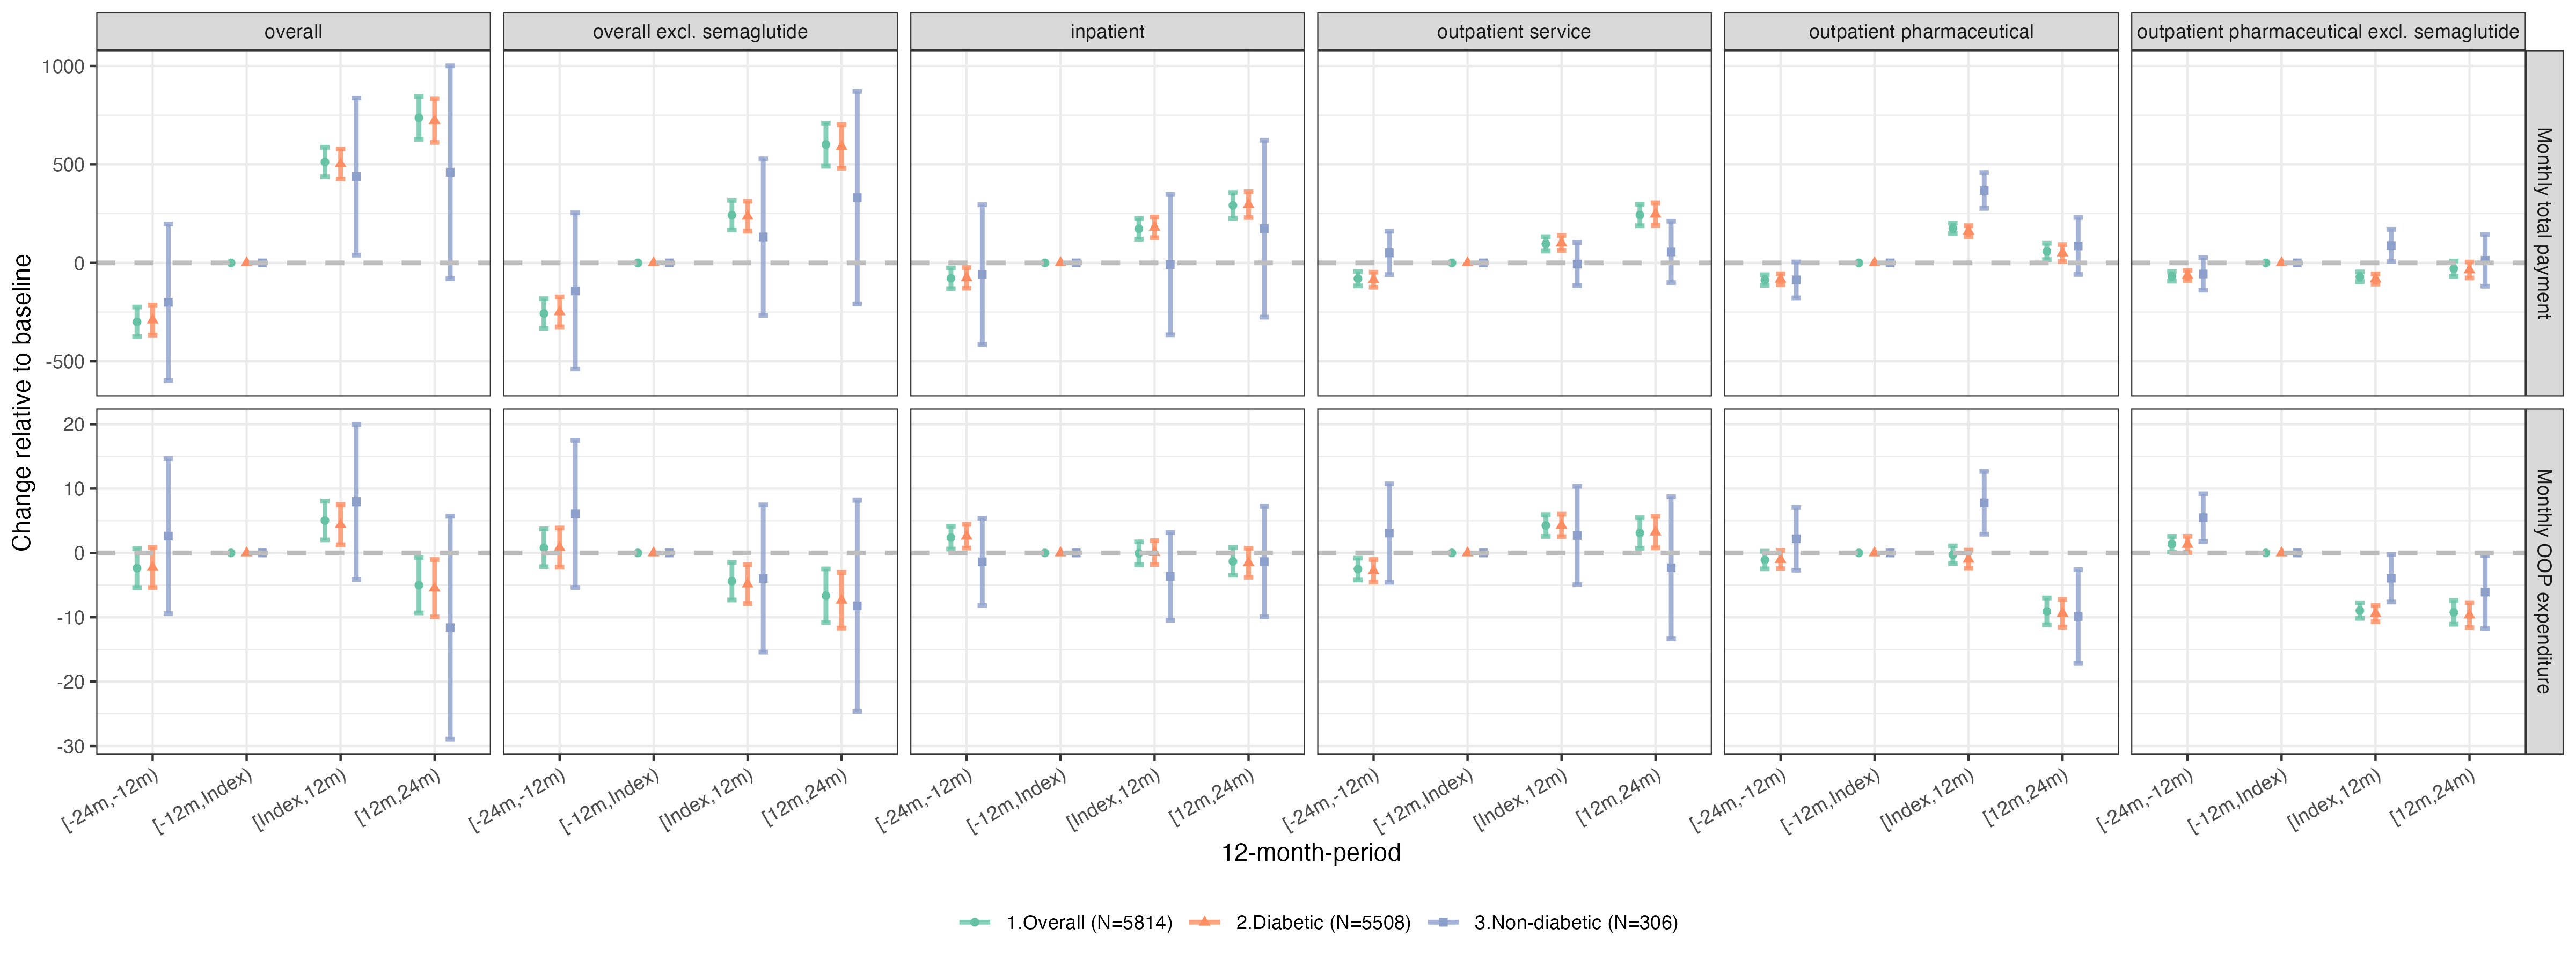 overall
overall excl. semaglutide
inpatient
outpatient service
outpatient pharmaceutical
outpatient pharmaceutical excl. semaglutide
Change relative to baseline
1000
500
0
-500
Monthly total payment
20
10
0
-10
-20
-30
Monthly OOP expenditure
[-24m,-12m) [-12m,Index) [Index,12m) [12m,24m)
[-24m,-12m) [-12m,Index) [Index,12m) [12m,24m)
[-24m,-12m) [-12m,Index) [Index,12m) [12m,24m)
[-24m,-12m) [-12m,Index) [Index,12m) [12m,24m)
[-24m,-12m) [-12m,Index) [Index,12m) [12m,24m)
[-24m,-12m) [-12m,Index) [Index,12m) [12m,24m)
12-month-period
1.Overall (N=5814) 2.Diabetic (N=5508) 3.Non-diabetic (N=306)